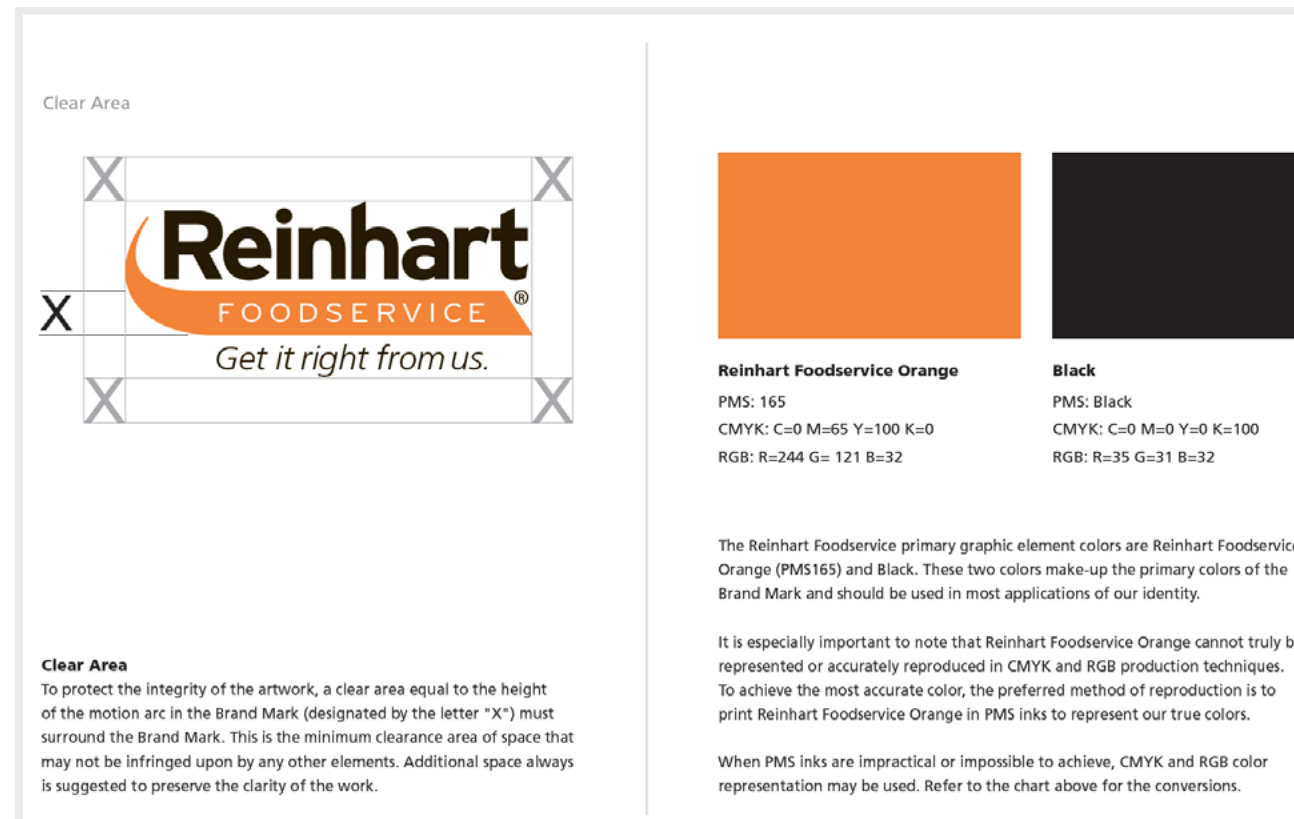 Clear Area
X X
Reinhart
X
FOODSERVICE ®
Get it right from us.
X X
Clear Area
To protect the integrity of the artwork, a clear area equal to the height
of the motion arc in the Brand Mark (designated by the letter "X") must
surround the Brand Mark. This is the minimum clearance area of space that
may not be infringed upon by any other elements. Additional space always
is suggested to preserve the clarity of the work.
Reinhart Foodservice Orange
PMS: 165
CMYK: C=0 M=65 Y=100 K=0
RGB: R=244 G= 121 B=32
Black
PMS: Black
CMYK: C=0 M=0 Y=0 K=100
RGB: R=35 G=31 B=32
The Reinhart Foodservice primary graphic element colors are Reinhart Foodservice
Orange (PMS165) and Black. These two colors make-up the primary colors of the
Brand Mark and should be used in most applications of our identity.
It is especially important to note that Reinhart Foodservice Orange cannot truly b
represented or accurately reproduced in CMYK and RGB production techniques.
To achieve the most accurate color, the preferred method of reproduction is to
print Reinhart Foodservice Orange in PMS inks to represent our true colors.
When PMS inks are impractical or impossible to achieve, CMYK and RGB color
representation may be used. Refer to the chart above for the conversions.